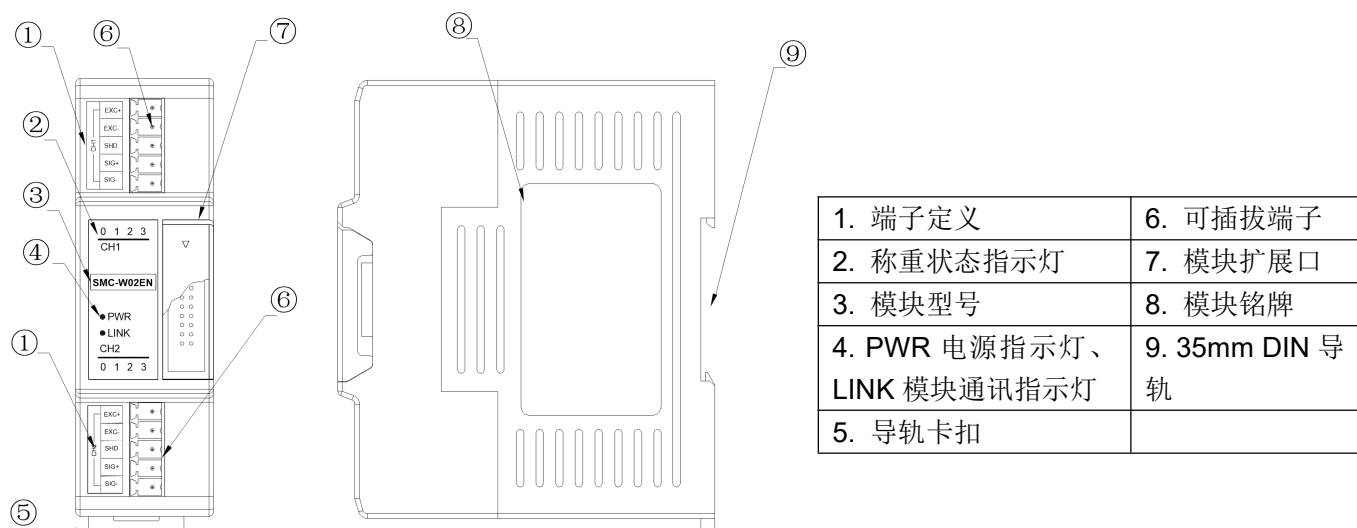 ① ⑥ ⑦ ⑧ ⑨
EXC+
EXC-
SHD
SIG+
SIG-
CH1
②
③
0 1 2 3
CH1
④
SMC-W02EN
PWR
LINK
CH2
0 1 2 3
⑥
①
EXC+
EXC-
SHD
SIG+
SIG-
CH2
⑤
1. 端子定义 6. 可插拔端子
2. 称重状态指示灯 7. 模块扩展口
3. 模块型号 8. 模块铭牌
4. PWR 电源指示灯、 9. 35mm DIN 导
LINK 模块通讯指示灯 轨
5. 导轨卡扣